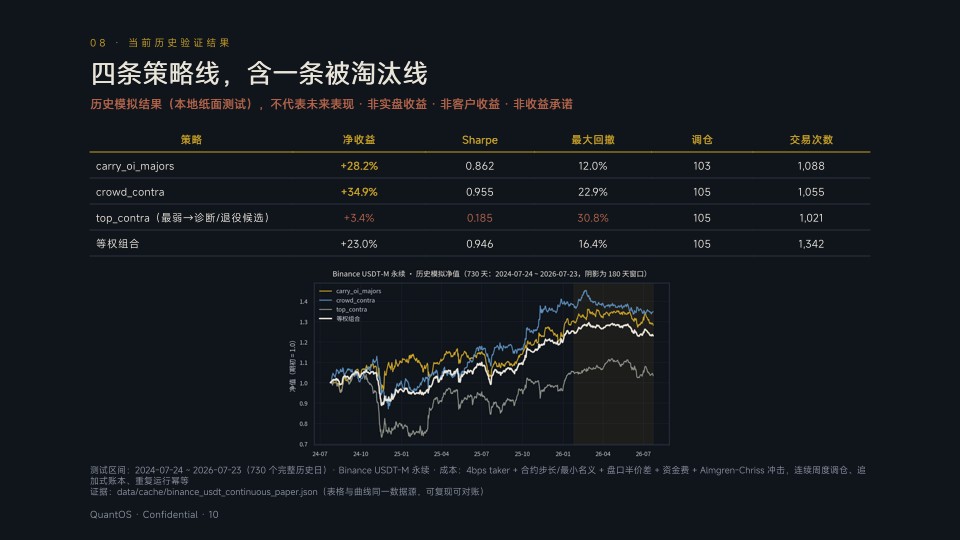 08 · 当前历史验证结果
四条策略线，含一条被淘汰线
历史模拟结果（本地纸面测试），不代表未来表现 · 非实盘收益 · 非客户收益 · 非收益承诺
策略 净收益 Sharpe 最大回撤 调仓 交易次数
carry_oi_majors +28.2% 0.862 12.0% 103 1,088
crowd_contra +34.9% 0.955 22.9% 105 1,055
top_contra（最弱→诊断/退役候选） +3.4% 0.185 30.8% 105 1,021
等权组合 +23.0% 0.946 16.4% 105 1,342
Binance USDT-M 永续 · 历史模拟净值（730 天：2024-07-24 ~ 2026-07-23，阴影为 180 天窗口）
carry_oi_majors
crowd_contra
top_contra
等权组合
净值（期初 = 1.0）
1.4
1.3
1.2
1.1
1.0
0.9
0.8
0.7
24-07 24-10 25-01 25-04 25-07 25-10 26-01 26-04 26-07
测试区间：2024-07-24 ~ 2026-07-23（730 个完整历史日）· Binance USDT-M 永续 · 成本：4bps taker + 合约步长/最小名义 + 盘口半价差 + 资金费 + Almgren-Chriss 冲击，连续周度调仓、追
加式账本、重复运行幂等
证据：data/cache/binance_usdt_continuous_paper.json（表格与曲线同一数据源，可复现可对账）
QuantOS · Confidential · 10